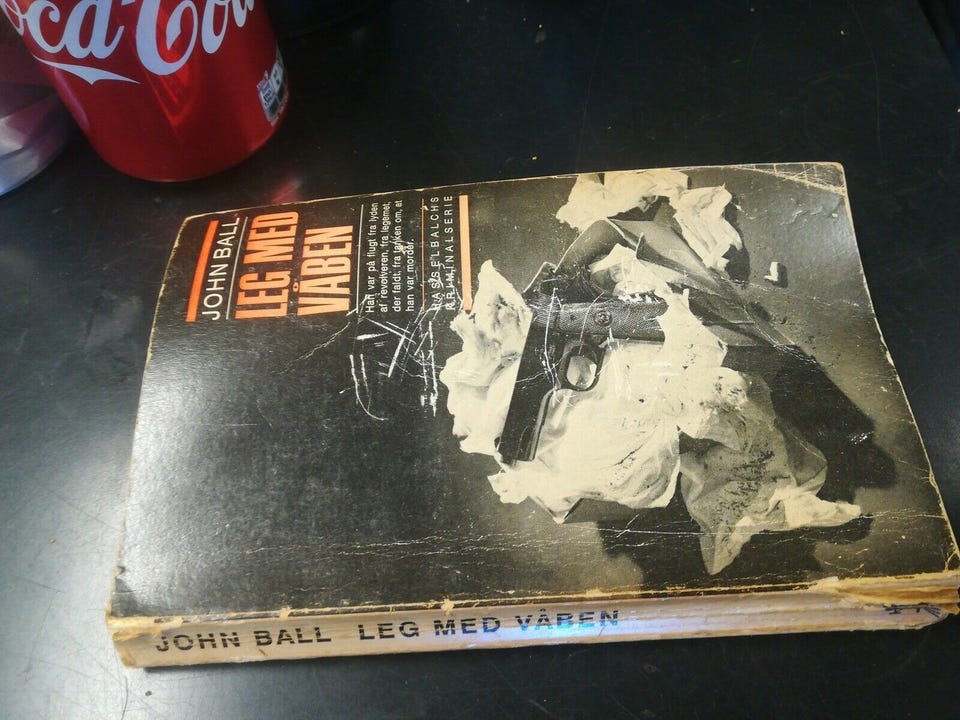 Coca-Cola
JOHN BALL
LEG MED
VÅBEN
Han var på flugt fra lyden
af revolveren, fra legemet,
der faldt, fra tanken om, at
han var morder.
HASSELBALCHS
KRIMINALSERIE
JOHN BALL LEG MED VÅBEN